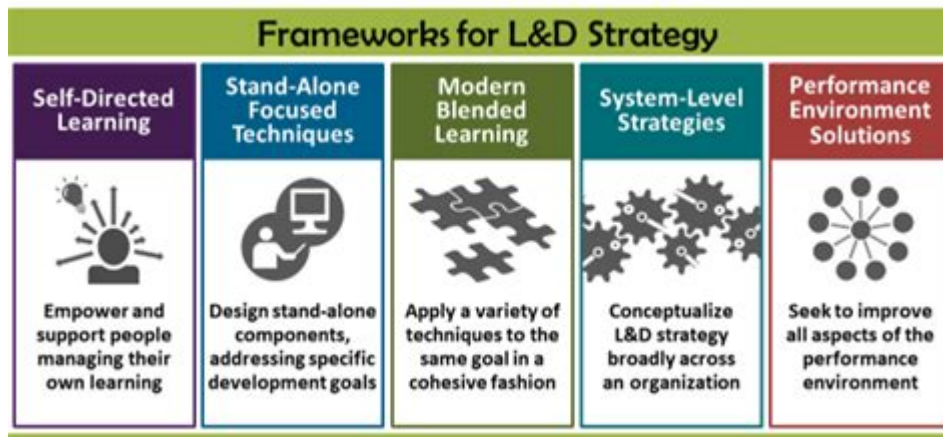 Frameworks for L&D Strategy
Self-Directed
Learning
Empower and
support people
managing their
own learning
Stand-Alone
Focused
Techniques
Design stand-alone
components,
addressing specific
development goals
Modern
Blended
Learning
Apply a variety of
techniques to the
same goal in a
cohesive fashion
System-Level
Strategies
Conceptualize
L&D strategy
broadly across
an organization
Performance
Environment
Solutions
Seek to improve
all aspects of the
performance
environment